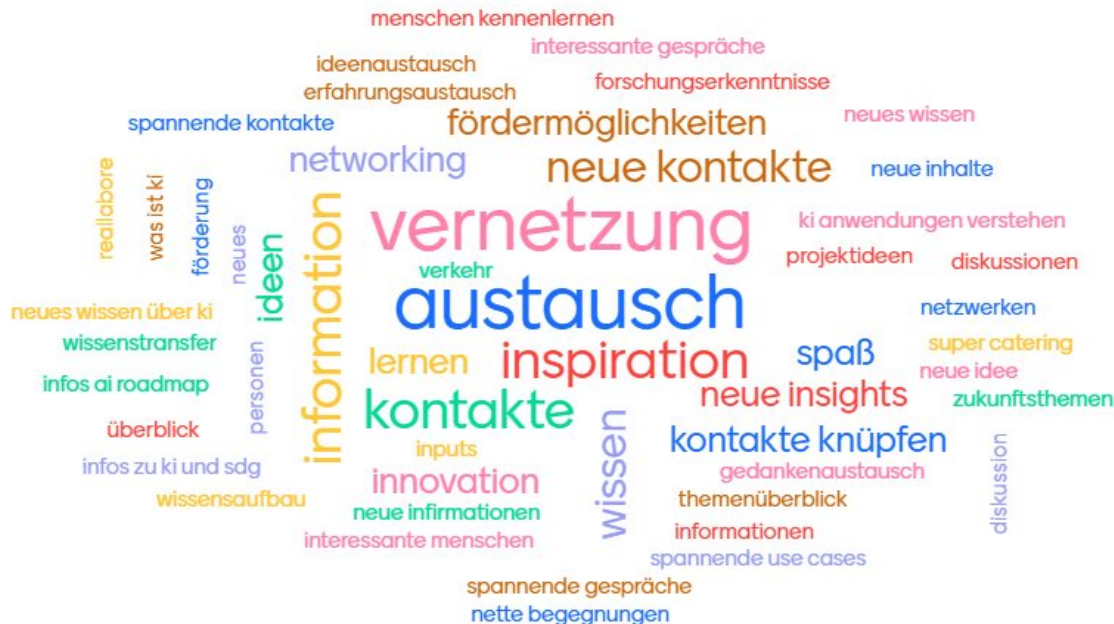 menschen kennenlernen
interessante gespräche
ideenaustausch
forschungserkenntnisse
erfahrungsaustausch
neues wissen
spannende kontakte
fördermöglichkeiten
networking
neue kontakte
neue inhalte
reallabore
was ist ki
förderung
neues
ideen
information
vernetzung
ki anwendungen verstehen
projektideen
diskussionen
verkehr
austausch
neues wissen über ki
netzwerken
wissenstransfer
lernen
inspiration
spaß
super catering
neue idee
infos ai roadmap
personen
kontakte
neue insights
zukunftsthemen
überblick
kontakte knüpfen
inputs
wissen
infos zu ki und sdg
innovation
gedankenaustausch
diskussion
wissensaufbau
themenüberblick
neue infirmationen
informationen
interessante menschen
spannende use cases
spannende gespräche
nette begegnungen